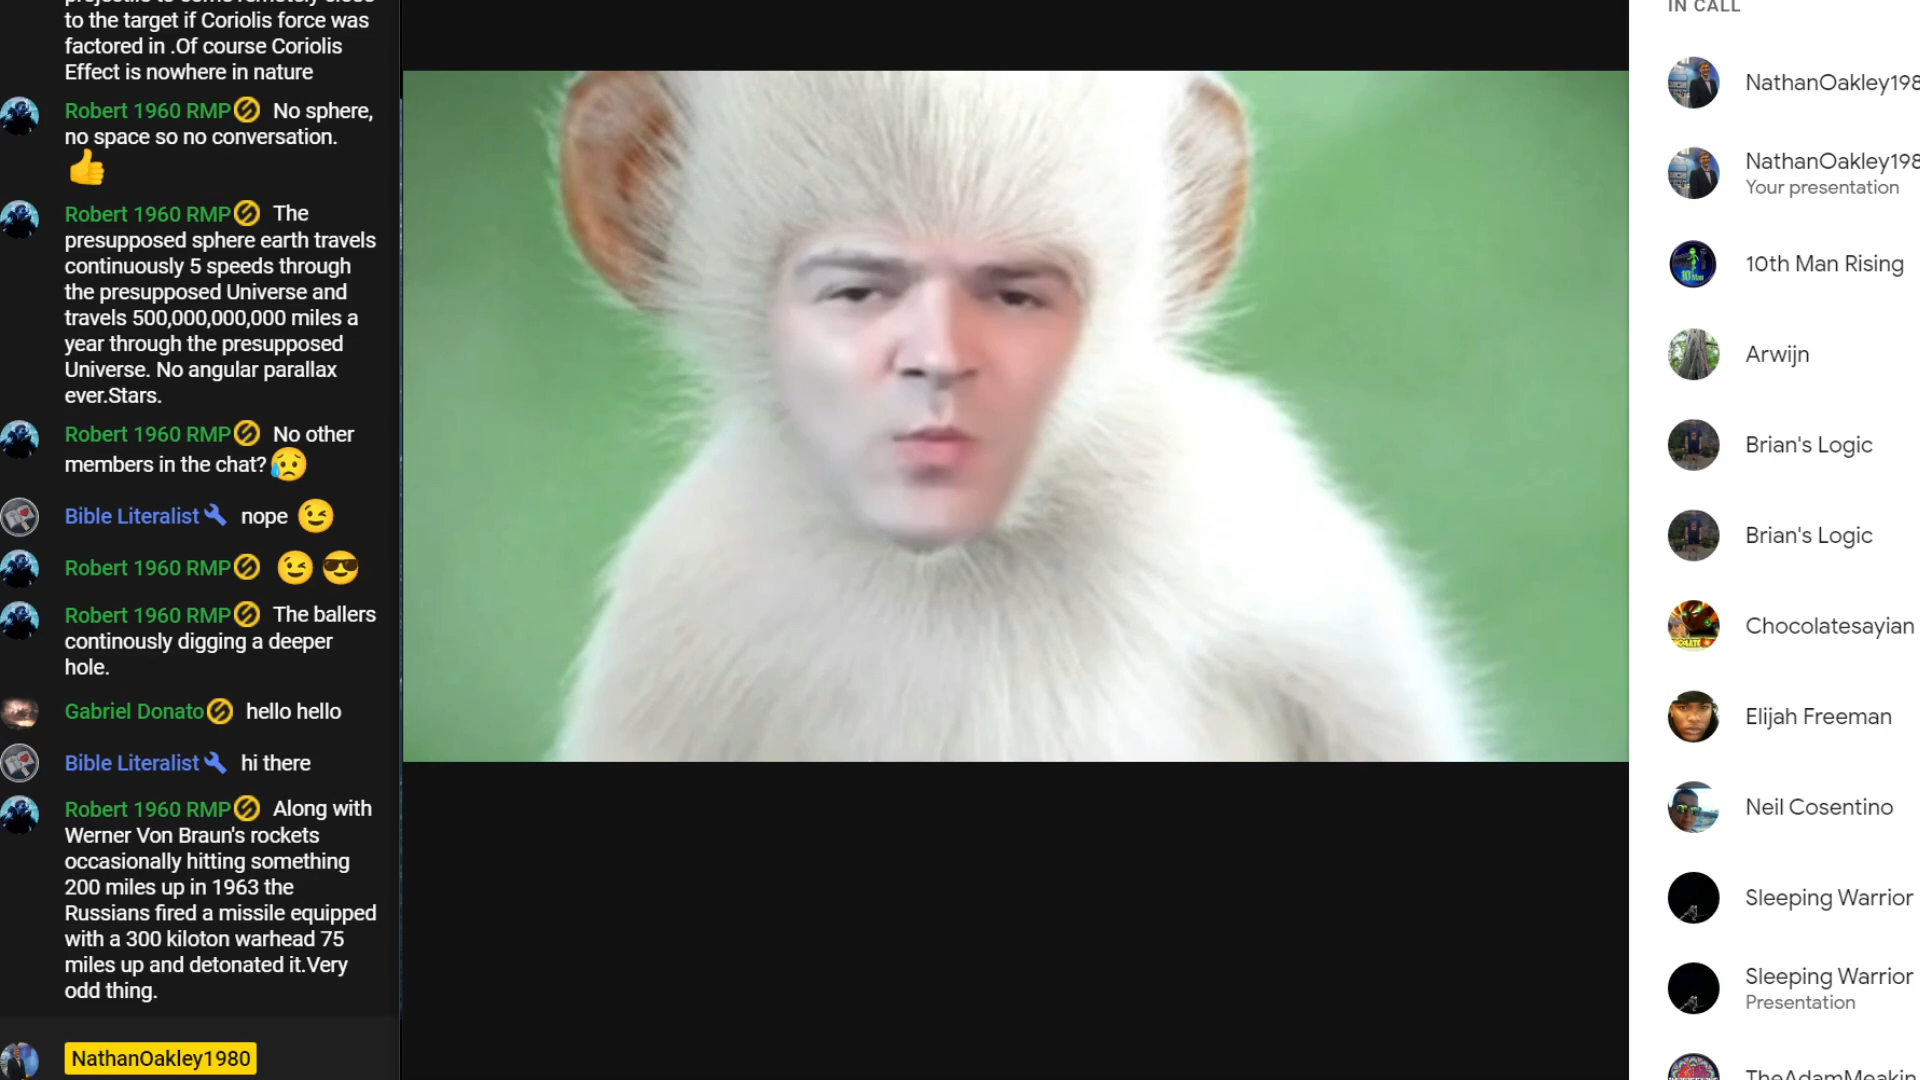 to the target if Coriolis force was
factored in .Of course Coriolis
Effect is nowhere in nature
Robert 1960 RMP No sphere,
no space so no conversation.
Robert 1960 RMP The
presupposed sphere earth travels
continuously 5 speeds through
the presupposed Universe and
travels 500,000,000,000 miles a
year through the presupposed
Universe. No angular parallax
ever.Stars.
Robert 1960 RMP No other
members in the chat?
Bible Literalist nope
Robert 1960 RMP
Robert 1960 RMP The ballers
continously digging a deeper
hole.
Gabriel Donato hello hello
Bible Literalist hi there
Robert 1960 RMP Along with
Werner Von Braun's rockets
occasionally hitting something
200 miles up in 1963 the
Russians fired a missile equipped
with a 300 kiloton warhead 75
miles up and detonated it.Very
odd thing.
NathanOakley1980
IN CALL
NathanOakley198
NathanOakley198
Your presentation
10th Man Rising
Arwijn
Brian's Logic
Brian's Logic
Chocolatesayian
Elijah Freeman
Neil Cosentino
Sleeping Warrior
Sleeping Warrior
Presentation
TheAdamMeakin